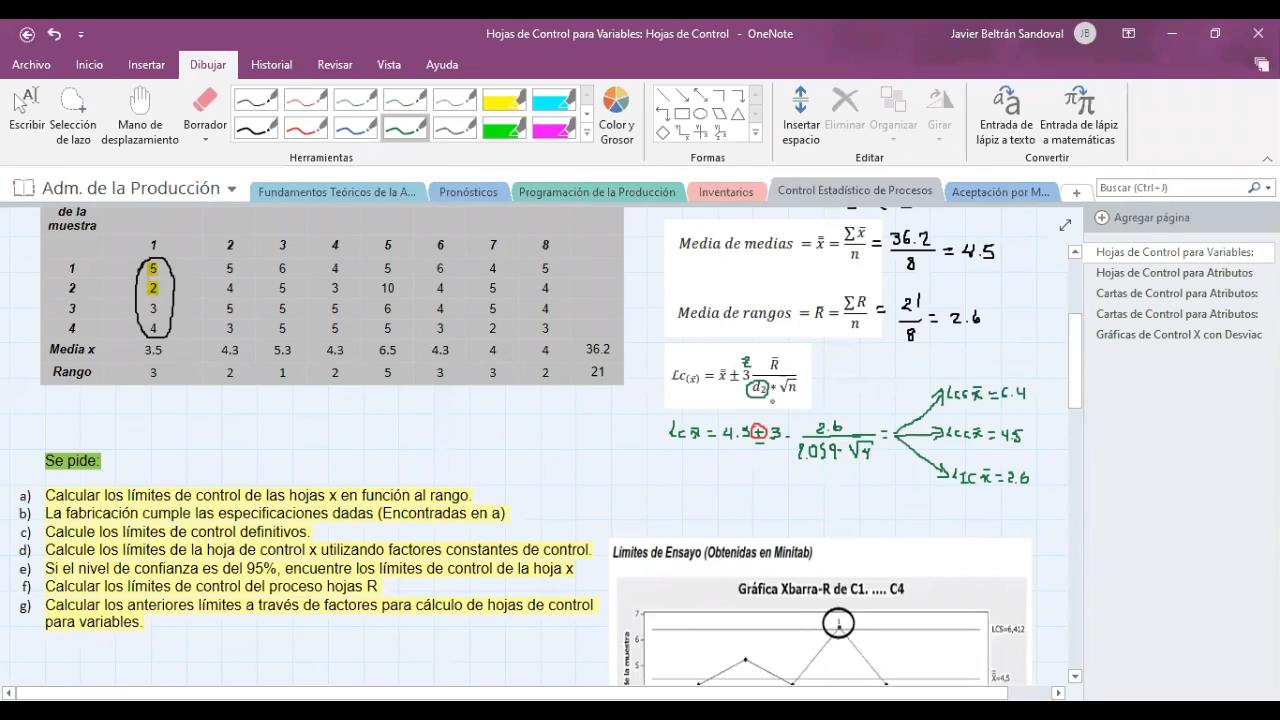 Hojas de Control para Variables: Hojas de Control - OneNote
Javier Beltrán Sandoval JB
Archivo Inicio Insertar Dibujar Historial Revisar Vista Ayuda
Escribir Selección de lazo Mano de desplazamiento Borrador Color y Grosor Insertar espacio Eliminar Organizar Girar Entrada de lápiz a texto Entrada de lápiz a matemáticas
Herramientas Formas Editar Convertir
Adm. de la Producción Fundamentos Teóricos de la A... Pronósticos Programación de la Producción Inventarios Control Estadístico de Procesos Aceptación por M... + Buscar (Ctrl+J)
Agregar página
Hojas de Control para Variables:
Hojas de Control para Atributos
Cartas de Control para Atributos:
Cartas de Control para Atributos:
Gráficas de Control X con Desviac
de la muestra
1 2 3 4 5 6 7 8
1 5 5 6 4 5 6 4 5
2 2 4 5 3 10 4 5 4
3 3 5 5 5 6 4 5 4
4 4 3 5 5 5 3 2 3
Media x 3.5 4.3 5.3 4.3 6.5 4.3 4 4 36.2
Rango 3 2 1 2 5 3 3 2 21
Media de medias = x̿ = Σx̄/n = 36.2/8 = 4.5
Media de rangos = R̄ = ΣR/n = 21/8 = 2.6
z
Lc(x̄) = x̿ ± 3 R̄/(d₂*√n)
Lc x̄ = 4.5 ± 3 · 2.6/(2.059·√4) =
LCS x̄ = 6.4
LCC x̄ = 4.5
LIC x̄ = 2.6
Se pide:
a) Calcular los límites de control de las hojas x en función al rango.
b) La fabricación cumple las especificaciones dadas (Encontradas en a)
c) Calcule los límites de control definitivos.
d) Calcule los límites de la hoja de control x utilizando factores constantes de control.
e) Si el nivel de confianza es del 95%, encuentre los límites de control de la hoja x
f) Calcular los límites de control del proceso hojas R
g) Calcular los anteriores límites a través de factores para cálculo de hojas de control para variables.
Límites de Ensayo (Obtenidas en Minitab)
Gráfica Xbarra-R de C1. .... C4
7
1
LCS=6,412
6
de la muestra
5
x̿=4,5